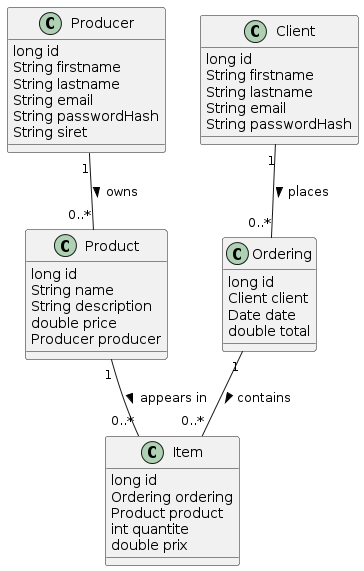 C Producer
long id
String firstname
String lastname
String email
String passwordHash
String siret
C Client
long id
String firstname
String lastname
String email
String passwordHash
1
owns
0..*
1
places
0..*
C Product
long id
String name
String description
double price
Producer producer
C Ordering
long id
Client client
Date date
double total
1
appears in
0..*
1
contains
0..*
C Item
long id
Ordering ordering
Product product
int quantite
double prix